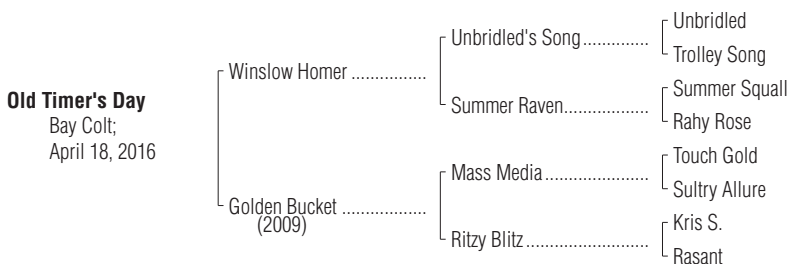 Old Timer's Day
Bay Colt;
April 18, 2016
Winslow Homer ..................
Golden Bucket ..................
(2009)
Unbridled's Song..............
Summer Raven..................
Mass Media ......................
Ritzy Blitz..........................
Unbridled
Trolley Song
Summer Squall
Rahy Rose
Touch Gold
Sultry Allure
Kris S.
Rasant